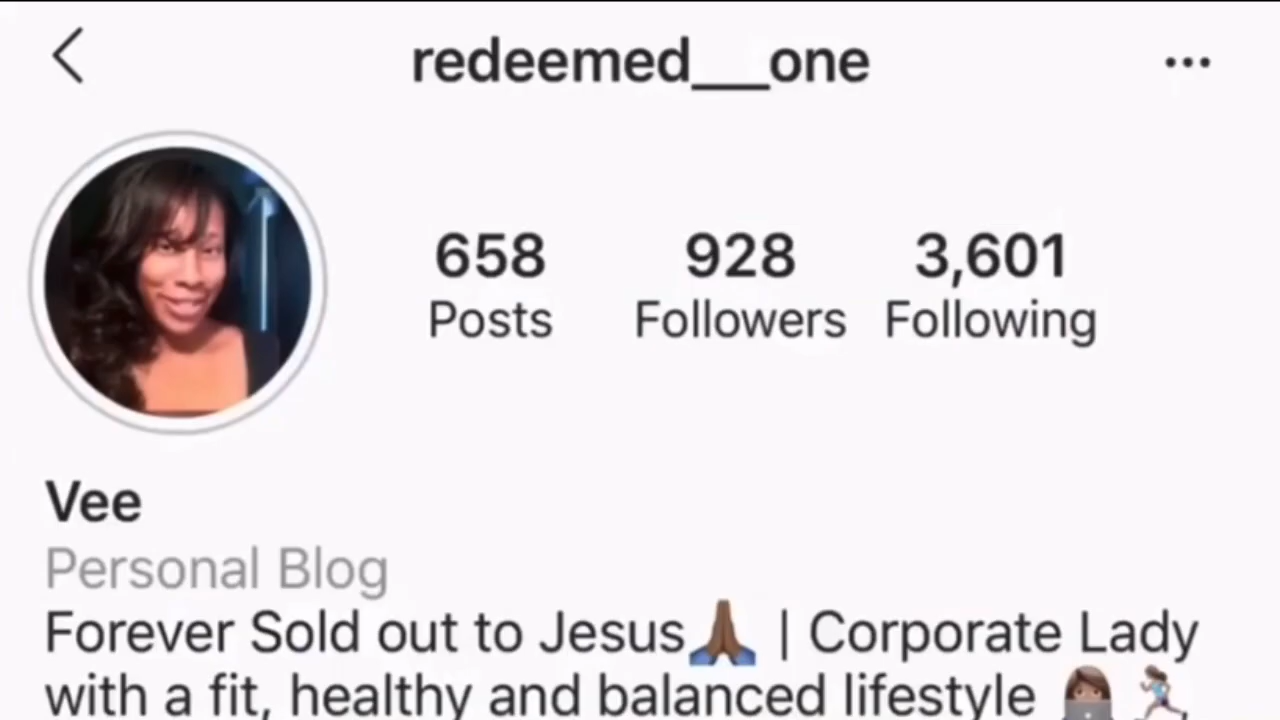 redeemed___one
658 928 3,601
Posts Followers Following
Vee
Personal Blog
Forever Sold out to Jesus🙏🏾 | Corporate Lady
with a fit, healthy and balanced lifestyle 👩🏽‍💻 🏃🏽‍♀️